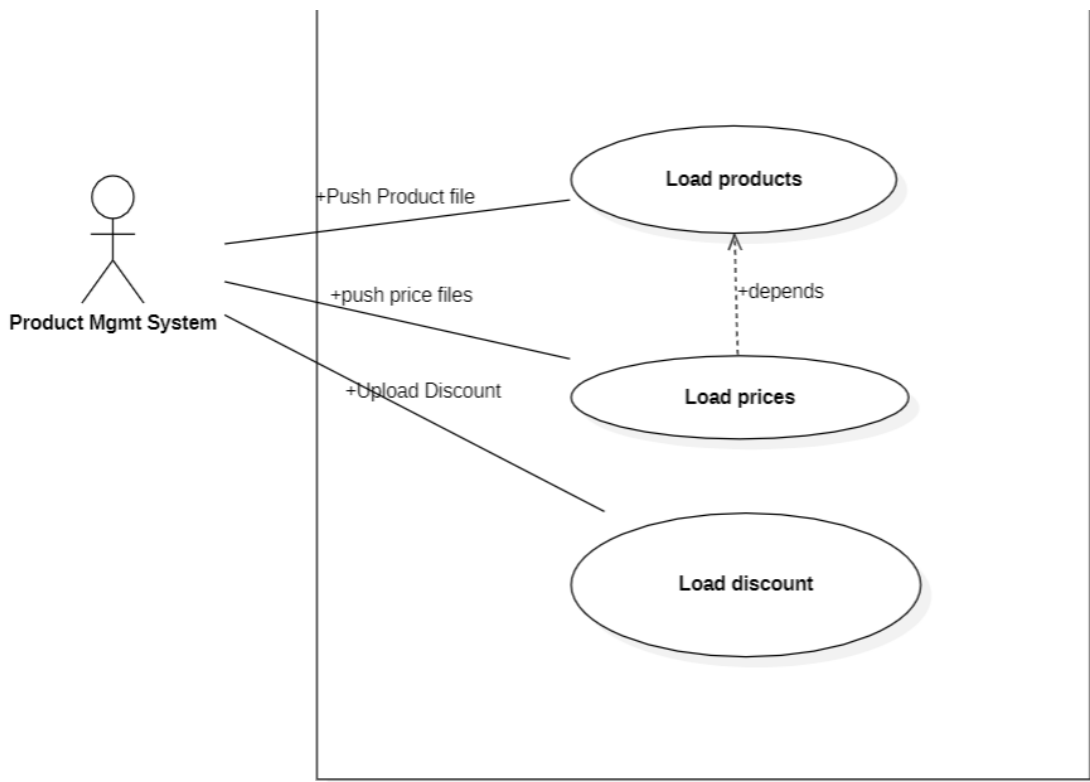 Load products
+Push Product file
+push price files
+depends
Product Mgmt System
+Upload Discount
Load prices
Load discount